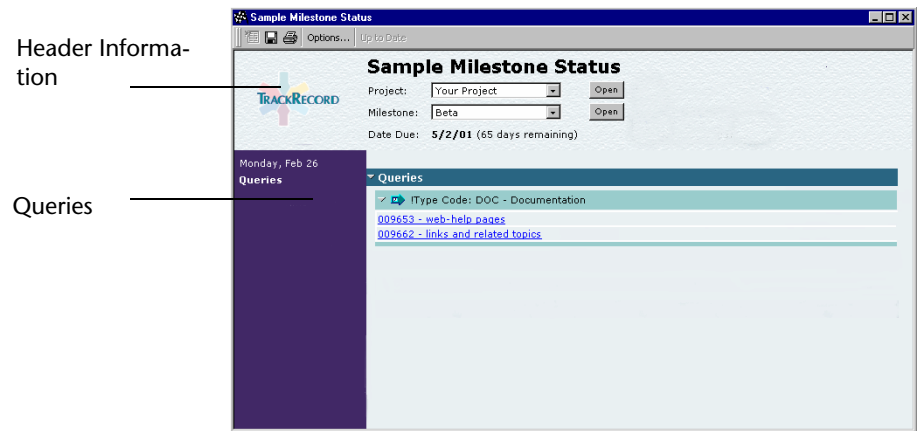 Sample Milestone Status
Options... Up to Date
Header Informa-
tion
TRACKRECORD
Sample Milestone Status
Project: Your Project Open
Milestone: Beta Open
Date Due: 5/2/01 (65 days remaining)
Monday, Feb 26
Queries
Queries
Queries
!Type Code: DOC - Documentation
009653 - web-help pages
009662 - links and related topics